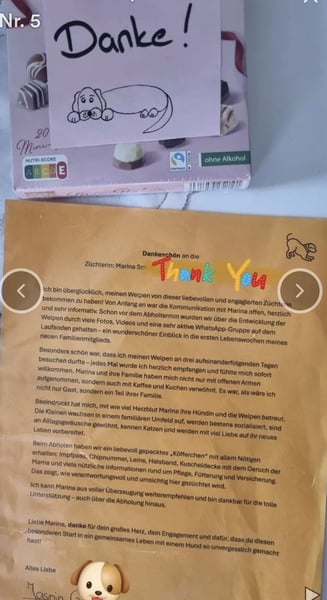 Nr. 5
Danke!
20
Mini-
NUTRI-SCORE
A B C D E
ohne Alkohol
Dankeschön an die
Züchterin: Marina
Thank You
Ich bin überglücklich, meinen Welpen von dieser liebevollen und engagierten Züchterin
bekommen zu haben! Von Anfang an war die Kommunikation mit Marina offen, herzlich
und sehr informativ. Schon vor dem Abholtermin wurden wir über die Entwicklung der
Welpen durch viele Fotos, Videos und eine sehr aktive WhatsApp-Gruppe auf dem
Laufenden gehalten – ein wunderschöner Einblick in die ersten Lebenswochen meines
neuen Familienmitglieds.
Besonders schön war, dass ich meinen Welpen an drei aufeinanderfolgenden Tagen
besuchen durfte – jedes Mal wurde ich herzlich empfangen und fühlte mich sofort
willkommen. Marina und ihre Familie haben mich nicht nur mit offenen Armen
aufgenommen, sondern auch mit Kaffee und Kuchen verwöhnt. Es war, als wäre ich
nicht nur Gast, sondern ein Teil ihrer Familie.
Beeindruckt hat mich, mit wie viel Herzblut Marina ihre Hündin und die Welpen betreut.
Die Kleinen wachsen in einem familiären Umfeld auf, werden bestens sozialisiert, sind
an Alltagsgeräusche gewöhnt, kennen Katzen und werden mit viel Liebe auf ihr neues
Leben vorbereitet.
Beim Abholen haben wir ein liebevoll gepacktes „Köfferchen“ mit allem Nötigen
erhalten: Impfpass, Chipnummer, Leine, Halsband, Kuscheldecke mit dem Geruch der
Mama und viele nützliche Informationen rund um Pflege, Fütterung und Versicherung.
Das zeigt, wie verantwortungsvoll und umsichtig hier gezüchtet wird.
Ich kann Marina aus voller Überzeugung weiterempfehlen und bin dankbar für die tolle
Unterstützung – auch über die Abholung hinaus.
Liebe Marina, danke für dein großes Herz, dein Engagement und dafür, dass du diesen
besonderen Start in ein gemeinsames Leben mit einem Hund so unvergesslich gemacht
hast!
Alles Liebe